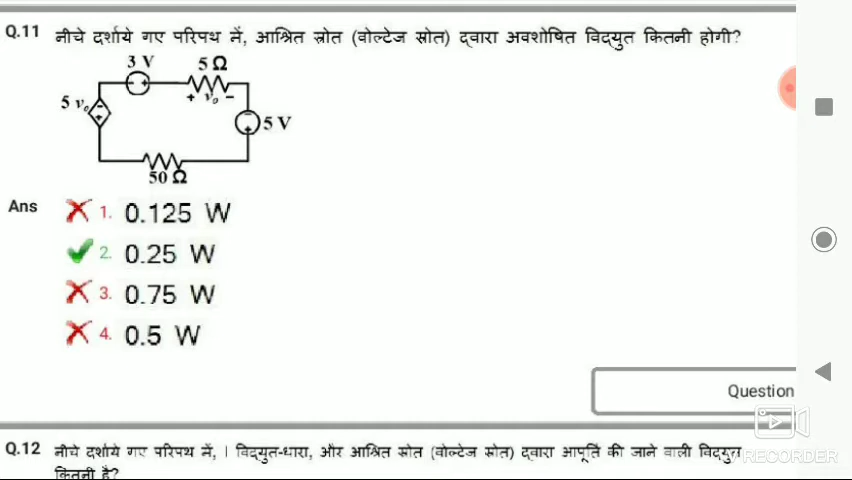 Q.11 नीचे दर्शाये गए परिपथ में, आश्रित स्रोत (वोल्टेज स्रोत) द्वारा अवशोषित विद्युत कितनी होगी?
3 V 5 Ω
- + + v₀ -
5 v₀ - +
- + 5 V
50 Ω
Ans 1. 0.125 W
2. 0.25 W
3. 0.75 W
4. 0.5 W
Question
V RECORDER
Q.12 नीचे दर्शाये गए परिपथ में, I विद्युत-धारा, और आश्रित स्रोत (वोल्टेज स्रोत) द्वारा आपूर्ति की जाने वाली विद्युत
कितनी है?